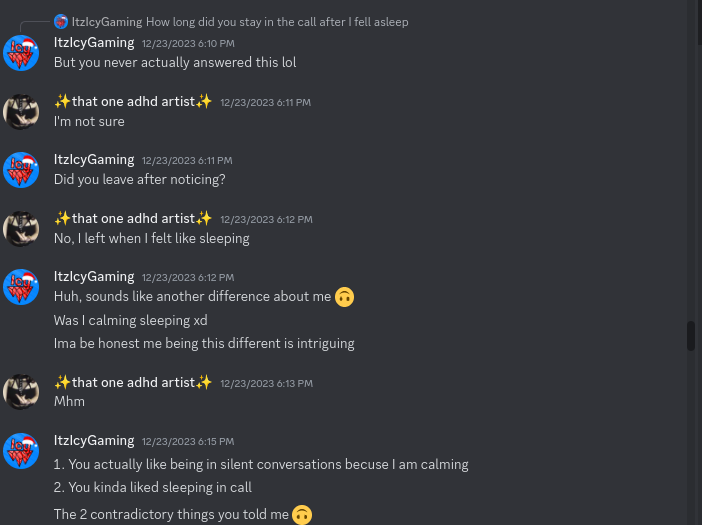 ItzIcyGaming How long did you stay in the call after I fell asleep
ItzIcyGaming 12/23/2023 6:10 PM
But you never actually answered this lol
✨that one adhd artist✨ 12/23/2023 6:11 PM
I'm not sure
ItzIcyGaming 12/23/2023 6:11 PM
Did you leave after noticing?
✨that one adhd artist✨ 12/23/2023 6:12 PM
No, I left when I felt like sleeping
ItzIcyGaming 12/23/2023 6:12 PM
Huh, sounds like another difference about me 🙃
Was I calming sleeping xd
Ima be honest me being this different is intriguing
✨that one adhd artist✨ 12/23/2023 6:13 PM
Mhm
ItzIcyGaming 12/23/2023 6:15 PM
1. You actually like being in silent conversations becuse I am calming
2. You kinda liked sleeping in call
The 2 contradictory things you told me 🙃